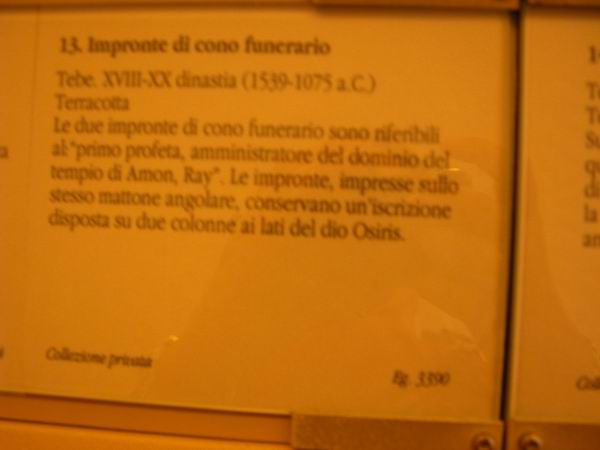 13. Impronte di cono funerario
Tebe. XVIII-XX dinastia (1539-1075 a.C.)
Terracotta
Le due impronte di cono funerario sono riferibili
al "primo profeta, amministratore del dominio del
tempio di Amon, Ray". Le impronte, impresse sullo
stesso mattone angolare, conservano un'iscrizione
disposta su due colonne ai lati del dio Osiris.
Collezione privata
Eg. 3390